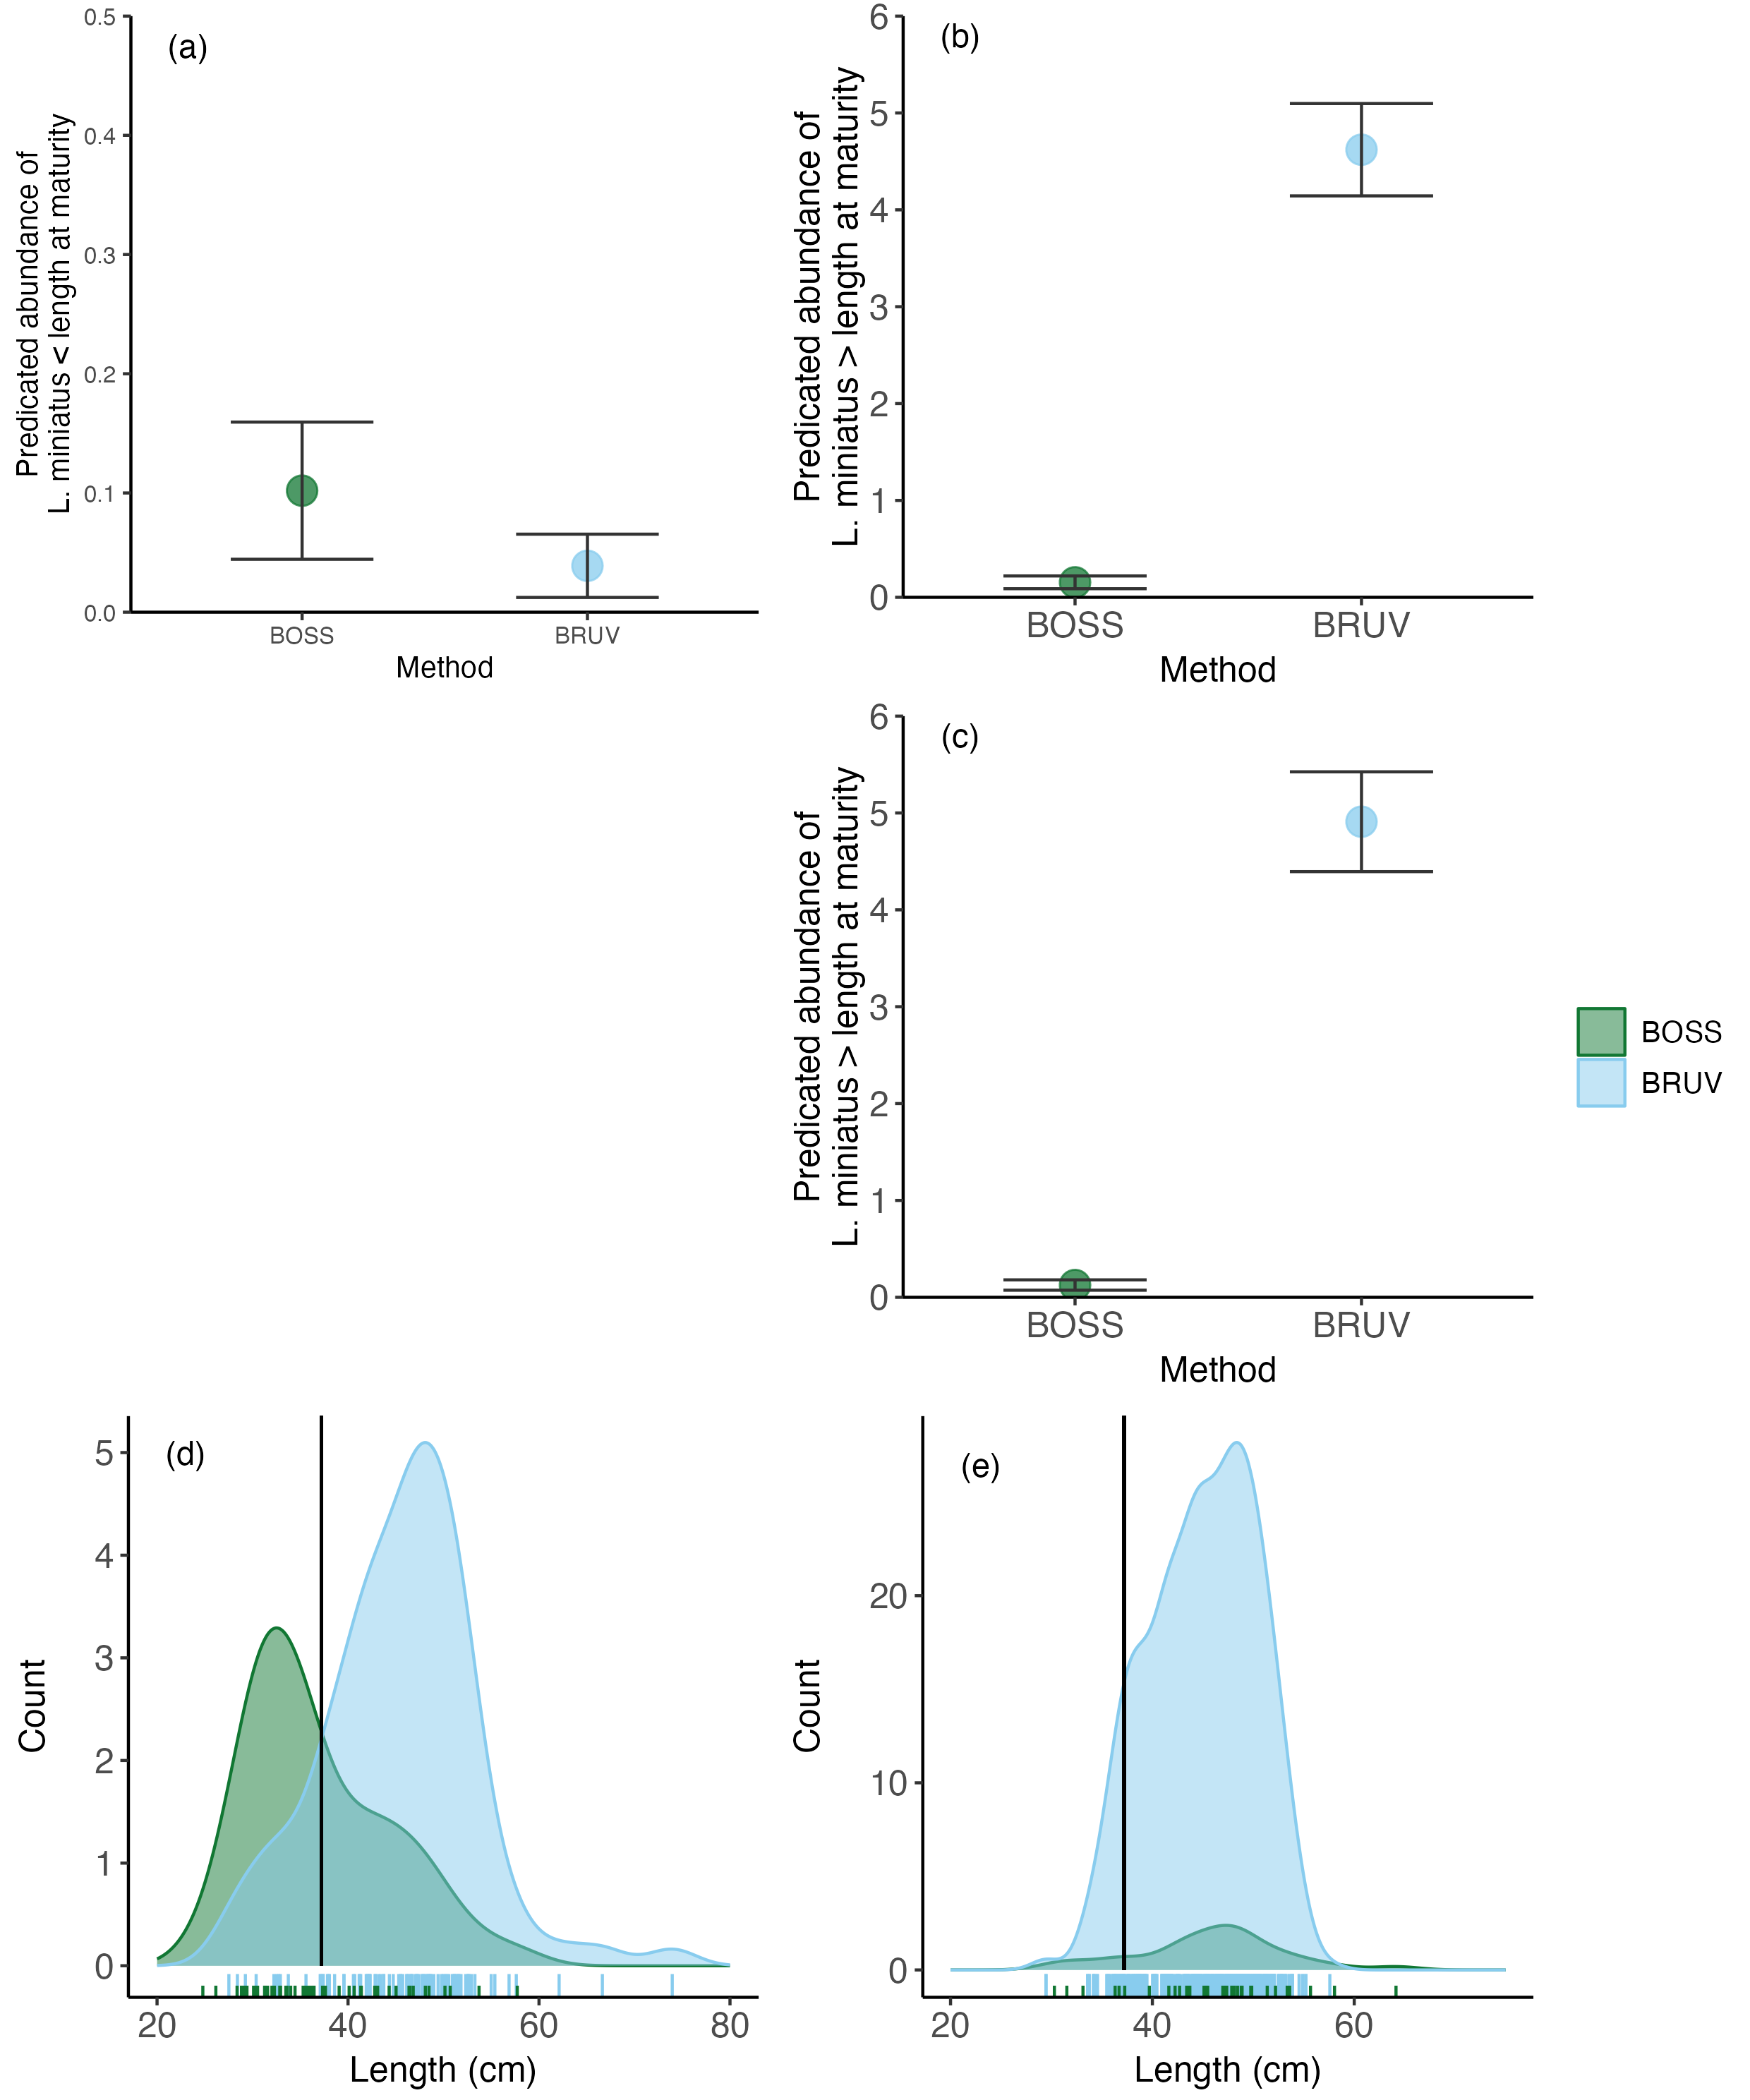 (a)
Predicated abundance of
L. miniatus < length at maturity
0.5
0.4
0.3
0.2
0.1
0.0
BOSS BRUV
Method
(b)
Predicated abundance of
L. miniatus > length at maturity
6
5
4
3
2
1
0
BOSS BRUV
Method
(c)
Predicated abundance of
L. miniatus > length at maturity
6
5
4
3
2
1
0
BOSS BRUV
Method
BOSS
BRUV
(d)
Count
5
4
3
2
1
0
20 40 60 80
Length (cm)
(e)
Count
20
10
0
20 40 60
Length (cm)